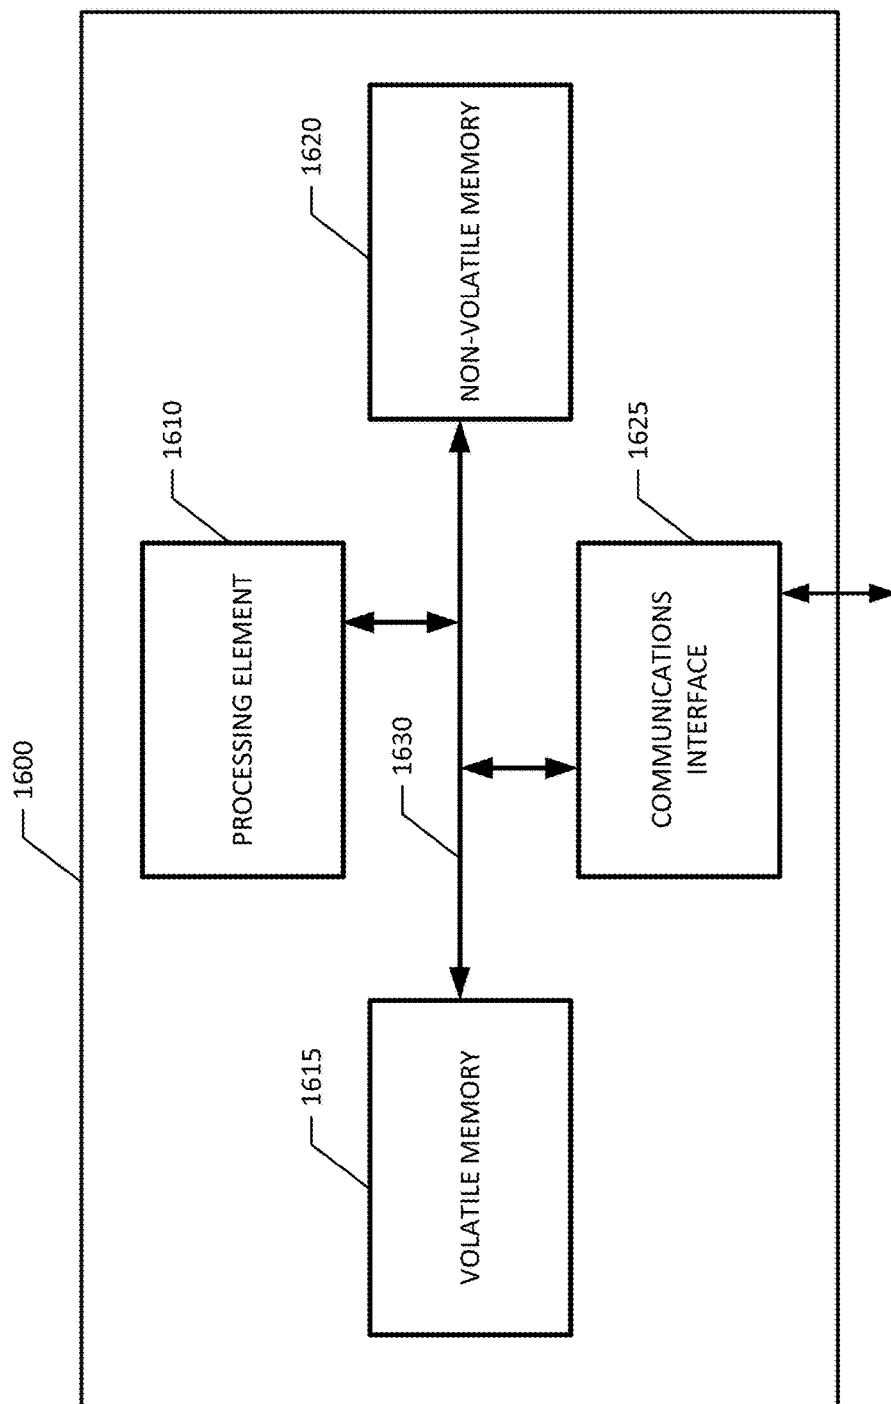 1600
1610
PROCESSING ELEMENT
1615
VOLATILE MEMORY
1630
1620
NON-VOLATILE MEMORY
1625
COMMUNICATIONS
INTERFACE